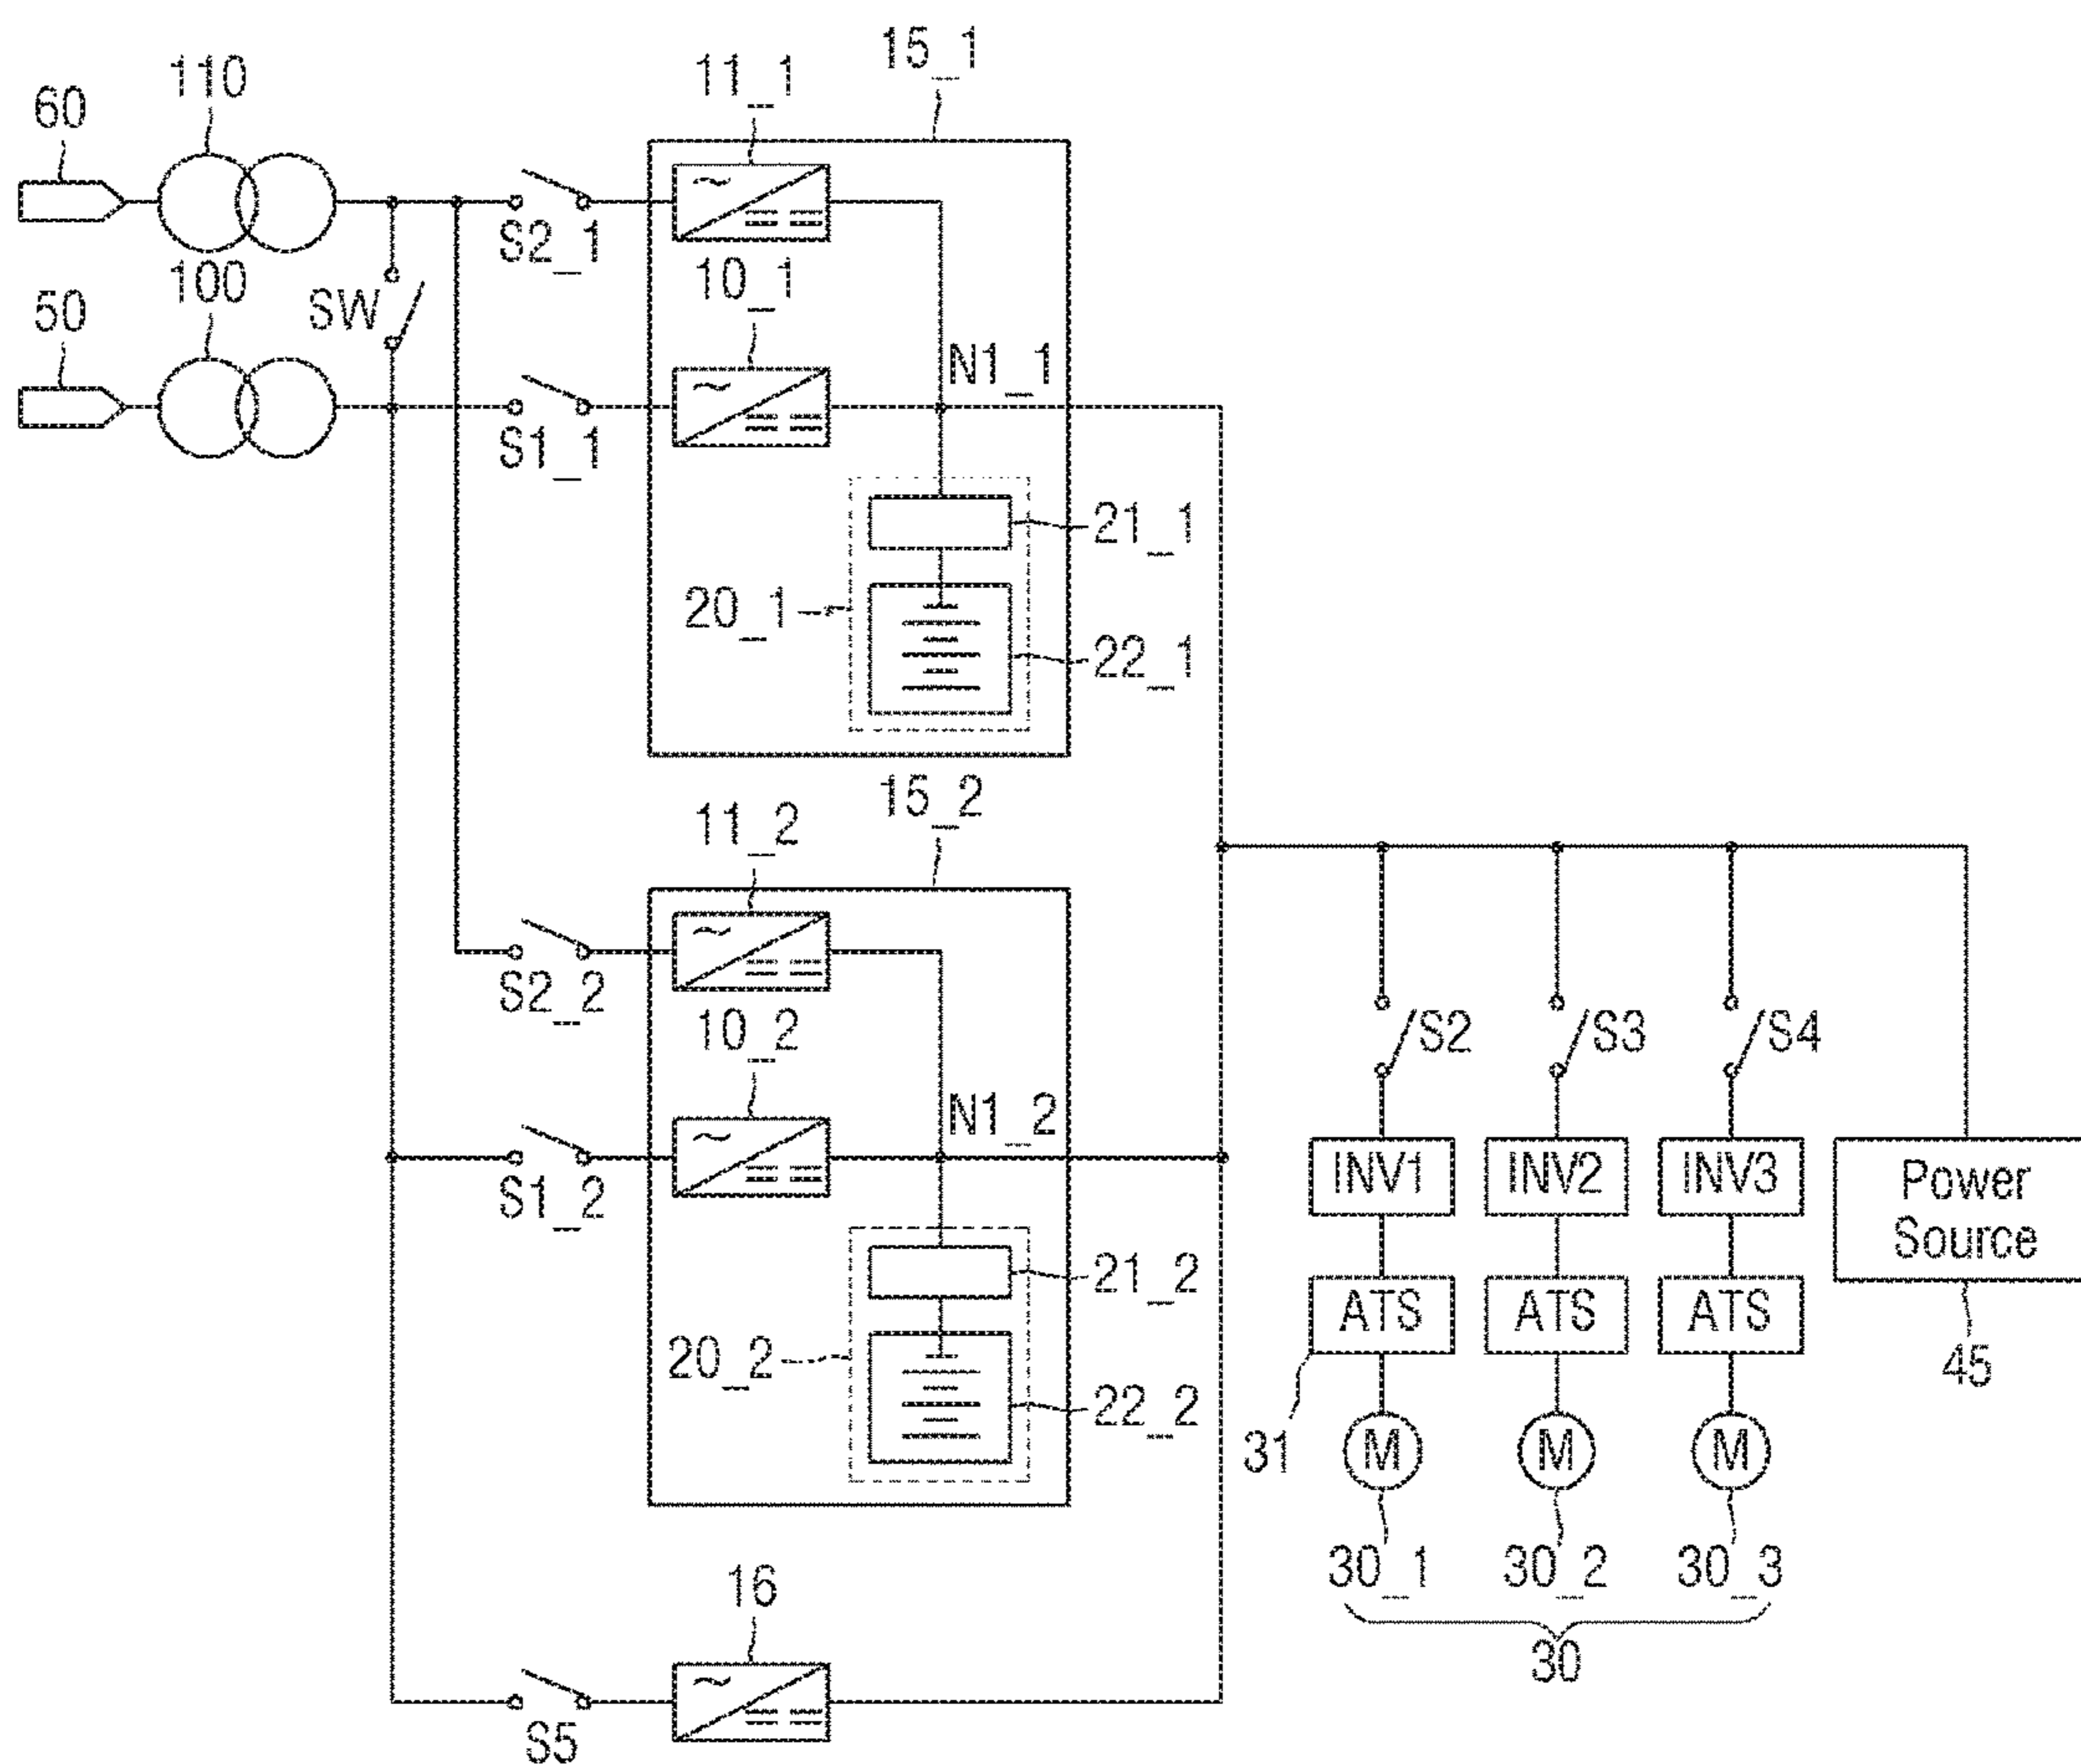 15_1
11_1
110
60
S2_1
10_1
100
SW
50
N1_1
S1_1
21_1
20_1
22_1
15_2
11_2
S2_2
10_2
S2
S3
S4
N1_2
S1_2
INV1
INV2
INV3
Power
Source
21_2
ATS
ATS
ATS
20_2
45
22_2
31
M
M
M
30_1
30_2
30_3
16
30
S5